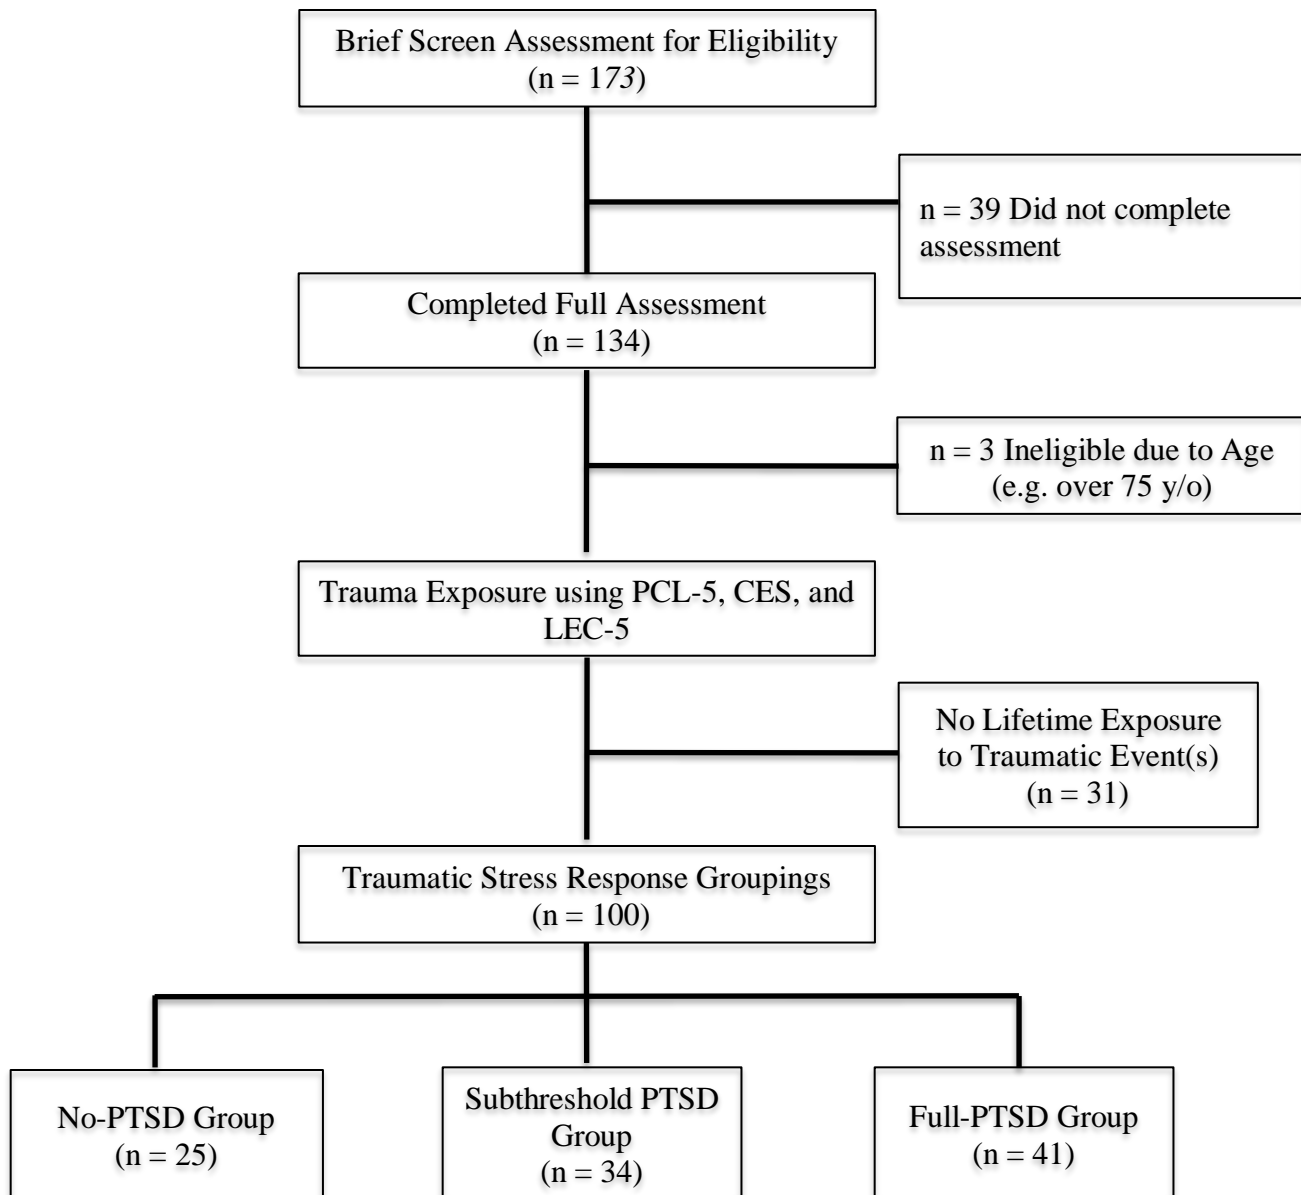 Brief Screen Assessment for Eligibility
(n = 173)
n = 39 Did not complete
assessment
Completed Full Assessment
(n = 134)
n = 3 Ineligible due to Age
(e.g. over 75 y/o)
Trauma Exposure using PCL-5, CES, and
LEC-5
No Lifetime Exposure
to Traumatic Event(s)
(n = 31)
Traumatic Stress Response Groupings
(n = 100)
No-PTSD Group
(n = 25)
Subthreshold PTSD
Group
(n = 34)
Full-PTSD Group
(n = 41)